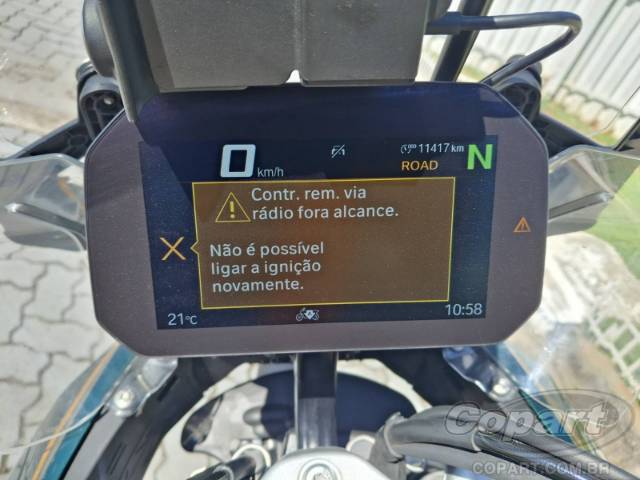 0 km/h 11417 km N
ROAD
Contr. rem. via
rádio fora alcance.
Não é possível
ligar a ignição
novamente.
21°C 10:58
Copart
COPART.COM.BR